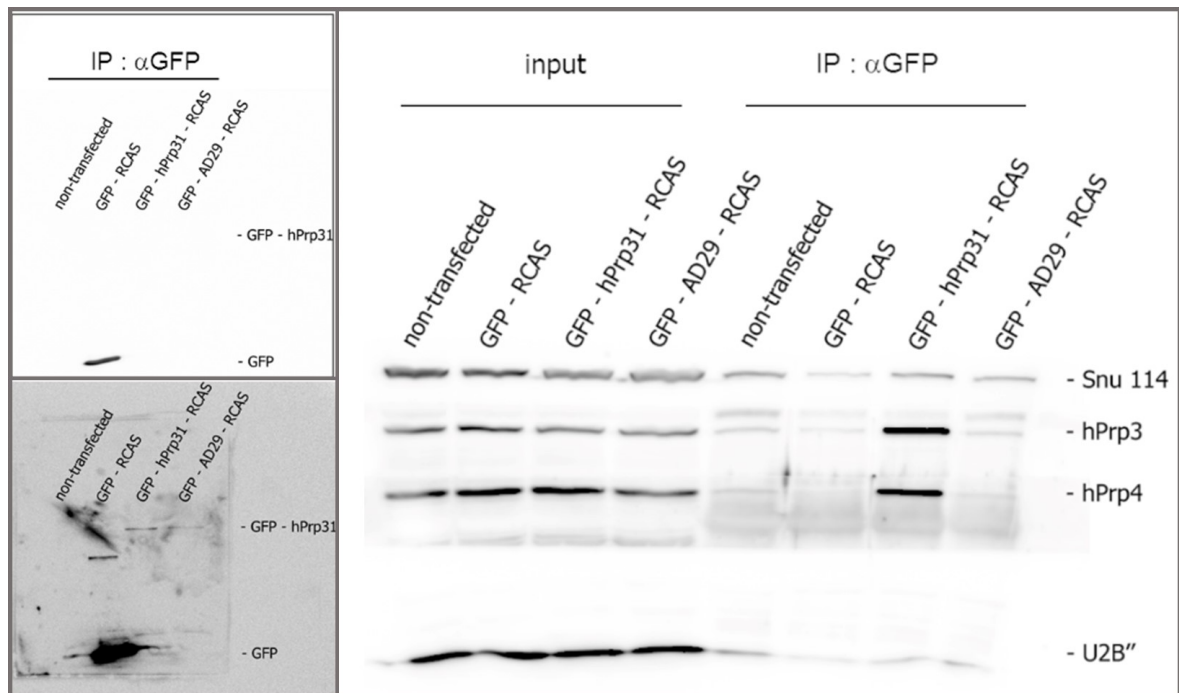 IP : αGFP
non-transfected
GFP - RCAS
GFP - hPrp31 - RCAS
GFP - AD29 - RCAS
- GFP - hPrp31
- GFP
non-transfected
GFP - RCAS
GFP - hPrp31 - RCAS
GFP - AD29 - RCAS
- GFP - hPrp31
- GFP
input
IP : αGFP
non-transfected
GFP - RCAS
GFP - hPrp31 - RCAS
GFP - AD29 - RCAS
non-transfected
GFP - RCAS
GFP - hPrp31 - RCAS
GFP - AD29 - RCAS
- Snu 114
- hPrp3
- hPrp4
- U2B”